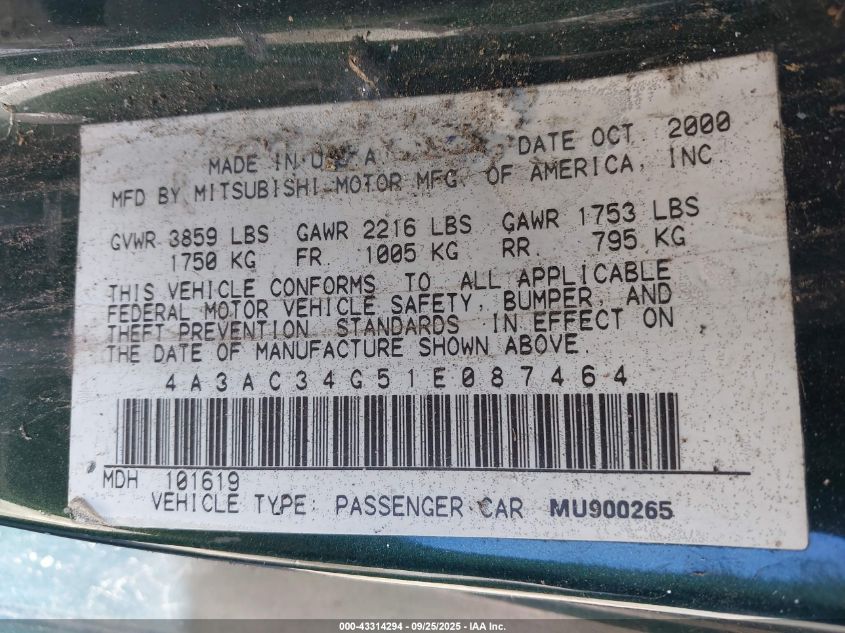 MADE IN U S A DATE OCT 2000
MFD BY MITSUBISHI MOTOR MFG. OF AMERICA, INC.
GVWR 3859 LBS GAWR 2216 LBS GAWR 1753 LBS
1750 KG FR. 1005 KG RR. 795 KG
THIS VEHICLE CONFORMS TO ALL APPLICABLE
FEDERAL MOTOR VEHICLE SAFETY, BUMPER, AND
THEFT PREVENTION STANDARDS IN EFFECT ON
THE DATE OF MANUFACTURE SHOWN ABOVE.
4A3AC34G51E087464
MDH 101619
VEHICLE TYPE: PASSENGER CAR MU900265
000-43314294 - 09/25/2025 - IAA Inc.